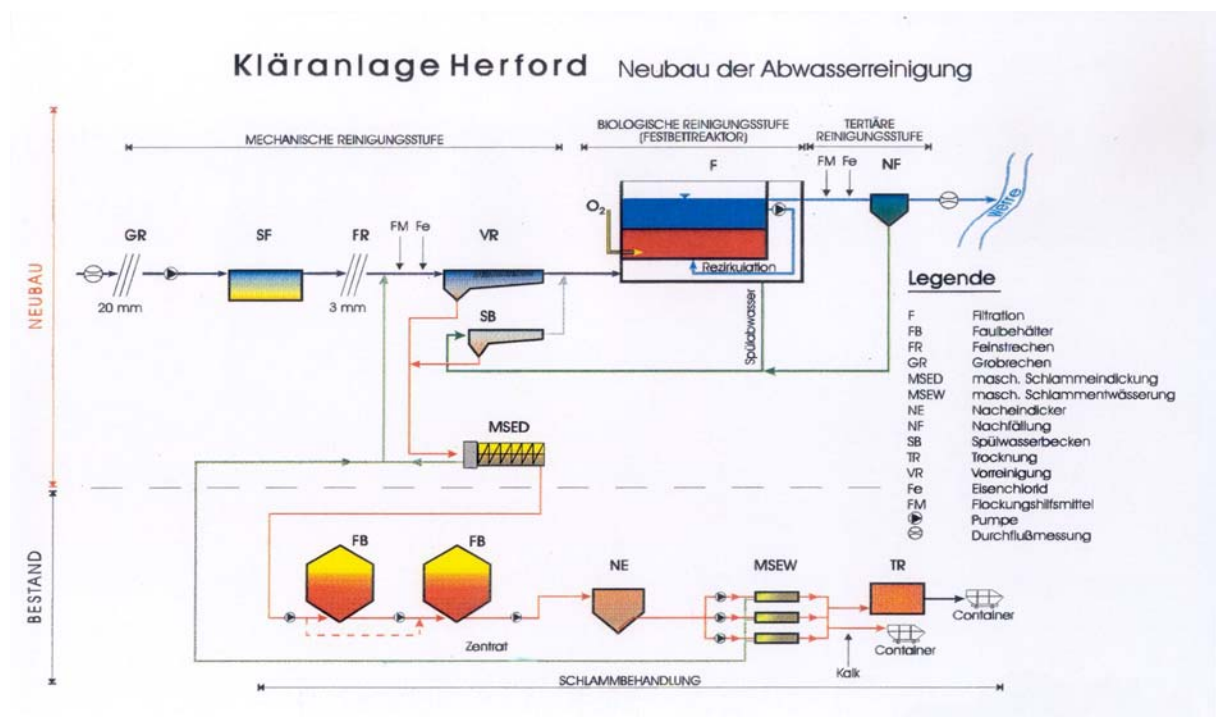 Kläranlage Herford Neubau der Abwasserreinigung
MECHANISCHE REINIGUNGSSTUFE
BIOLOGISCHE REINIGUNGSSTUFE
(FESTBETTREAKTOR)
TERTIÄRE
REINIGUNGSSTUFE
NEUBAU
BESTAND
GR
20 mm
SF
FR
3 mm
FM Fe
VR
SB
F
O₂
Rezirkulation
Spülabwasser
FM Fe
NF
Werre
MSED
FB
FB
Zentrat
NE
MSEW
TR
Kalk
Container
Container
SCHLAMMBEHANDLUNG
Legende
F Filtration
FB Faulbehälter
FR Feinstrechen
GR Grobrechen
MSED masch. Schlammeindickung
MSEW masch. Schlammentwässerung
NE Nacheindicker
NF Nachfällung
SB Spülwasserbecken
TR Trocknung
VR Vorreinigung
Fe Eisenchlorid
FM Flockungshilfsmittel
Pumpe
Durchflußmessung